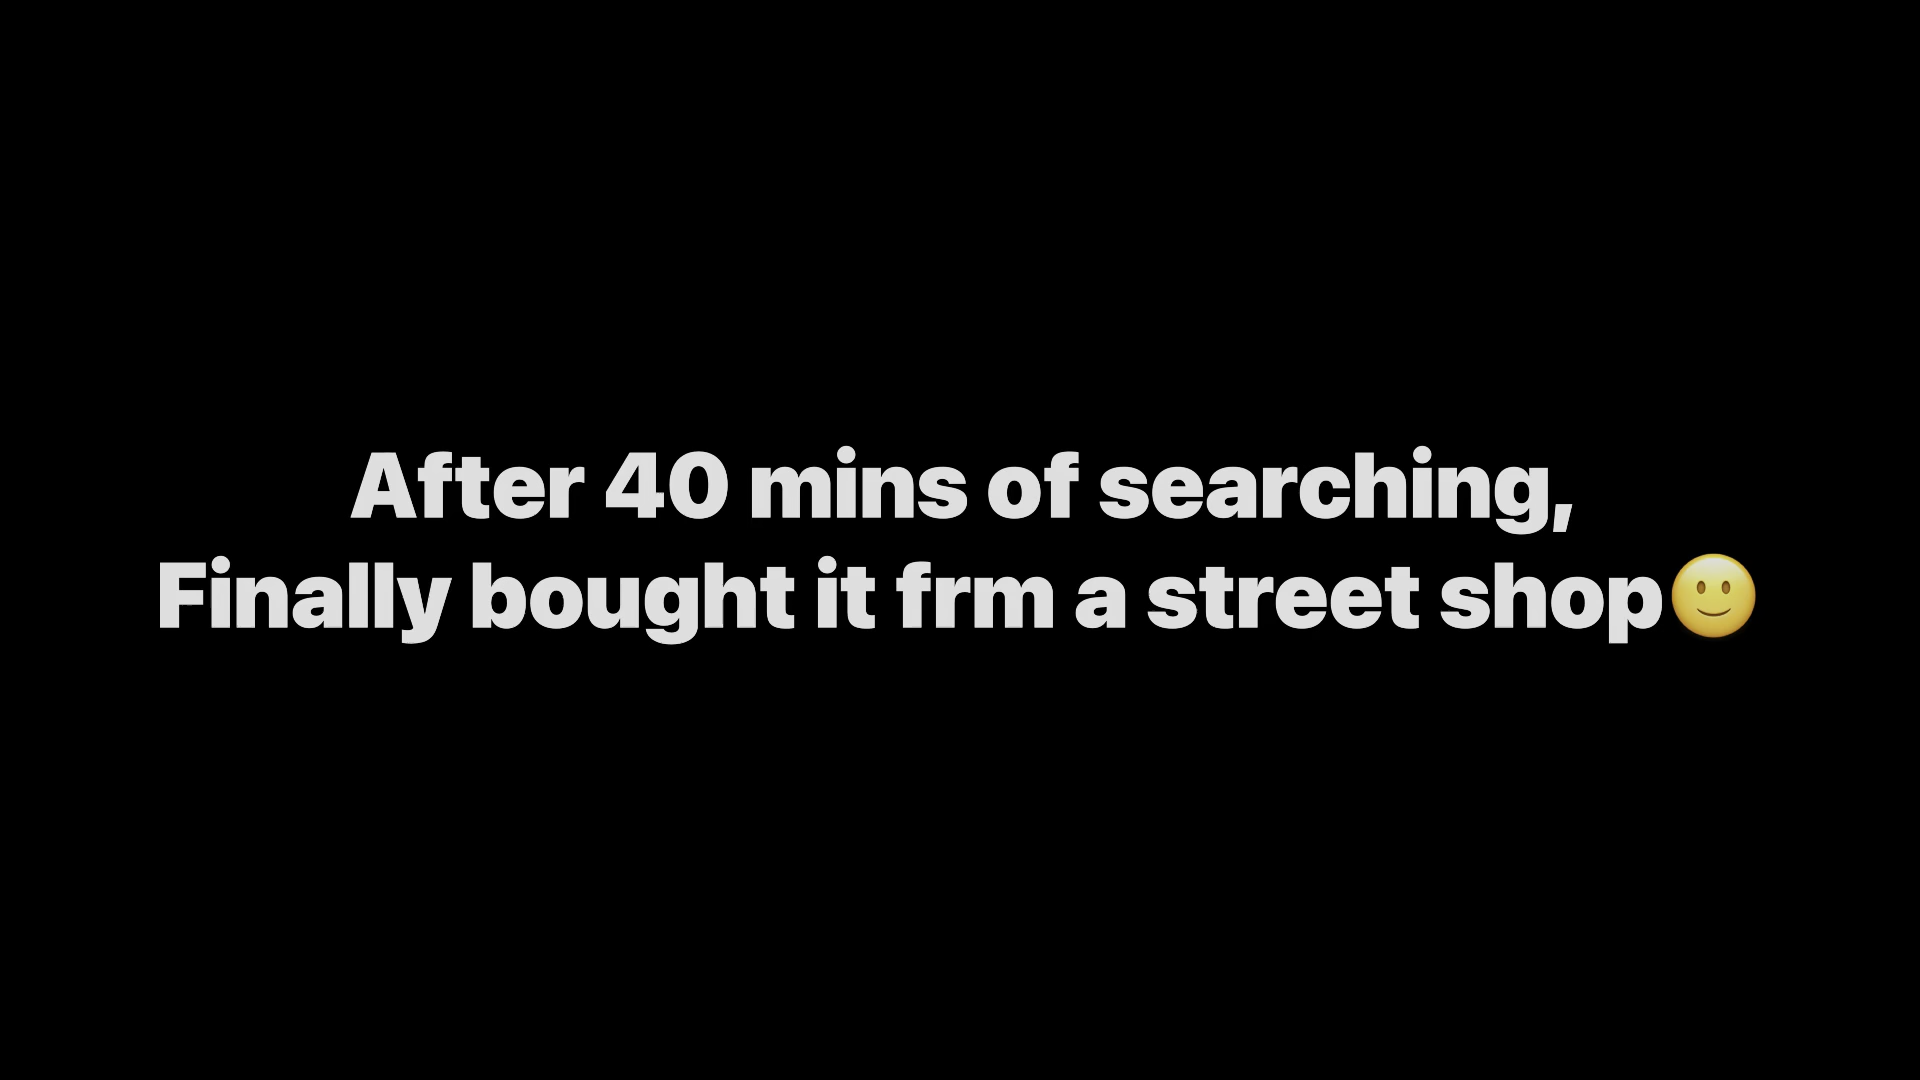 After 40 mins of searching,
Finally bought it frm a street shop🙂